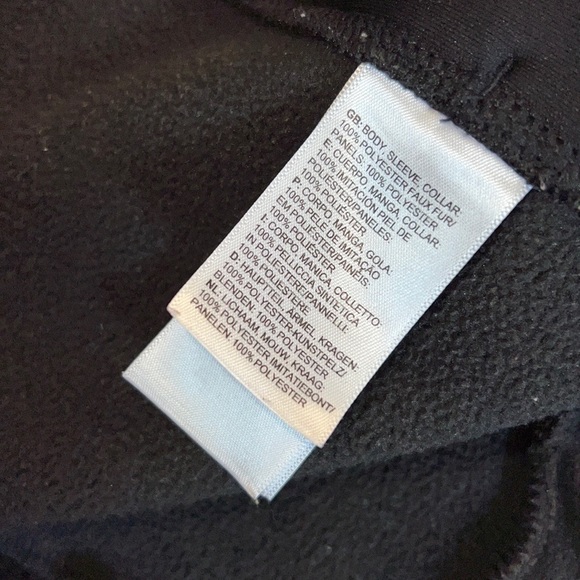 GB: BODY, SLEEVE, COLLAR:
100% POLYESTER FAUX FUR/
PANELS: 100% POLYESTER
E: CUERPO, MANGA, COLLAR:
100% IMITACIÓN PIEL DE
POLIÉSTER/PANELES:
100% POLIÉSTER
P: CORPO, MANGA, GOLA:
100% PELE DE IMITAÇÃO
EM POLIÉSTER/PAINÉIS:
100% POLIÉSTER
I: CORPO, MANICA, COLLETTO:
100% PELLICCIA SINTETICA
IN POLIESTERE/PANNELLI:
100% POLIESTERE
D: HAUPTTEIL, ÄRMEL, KRAGEN-
BLENDEN: 100% POLYESTER-KUNSTPELZ/
100% POLYESTER
NL: LICHAAM, MOUW, KRAAG:
100% POLYESTER IMITATIEBONT/
PANELEN: 100% POLYESTER